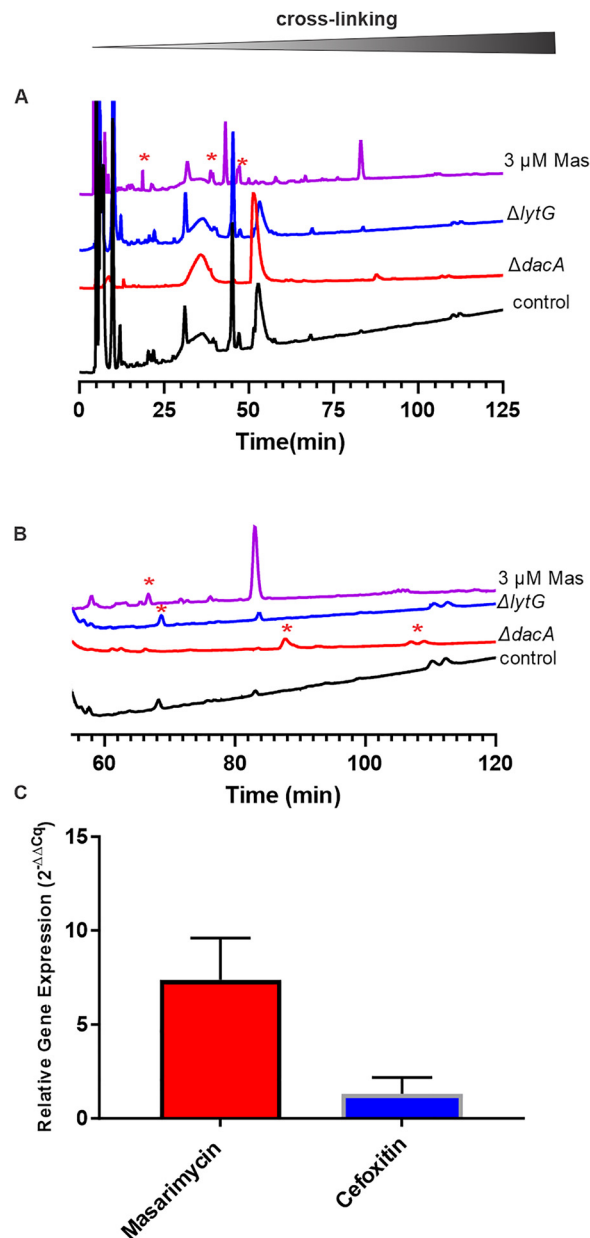 cross-linking
A
* * *
3 µM Mas
ΔlytG
ΔdacA
control
0 25 50 75 100 125
Time(min)
B
* * * *
3 µM Mas
ΔlytG
ΔdacA
control
60 80 100 120
Time (min)
C
Relative Gene Expression (2-ΔΔCq)
15
10
5
0
Masarimycin
Cefoxitin